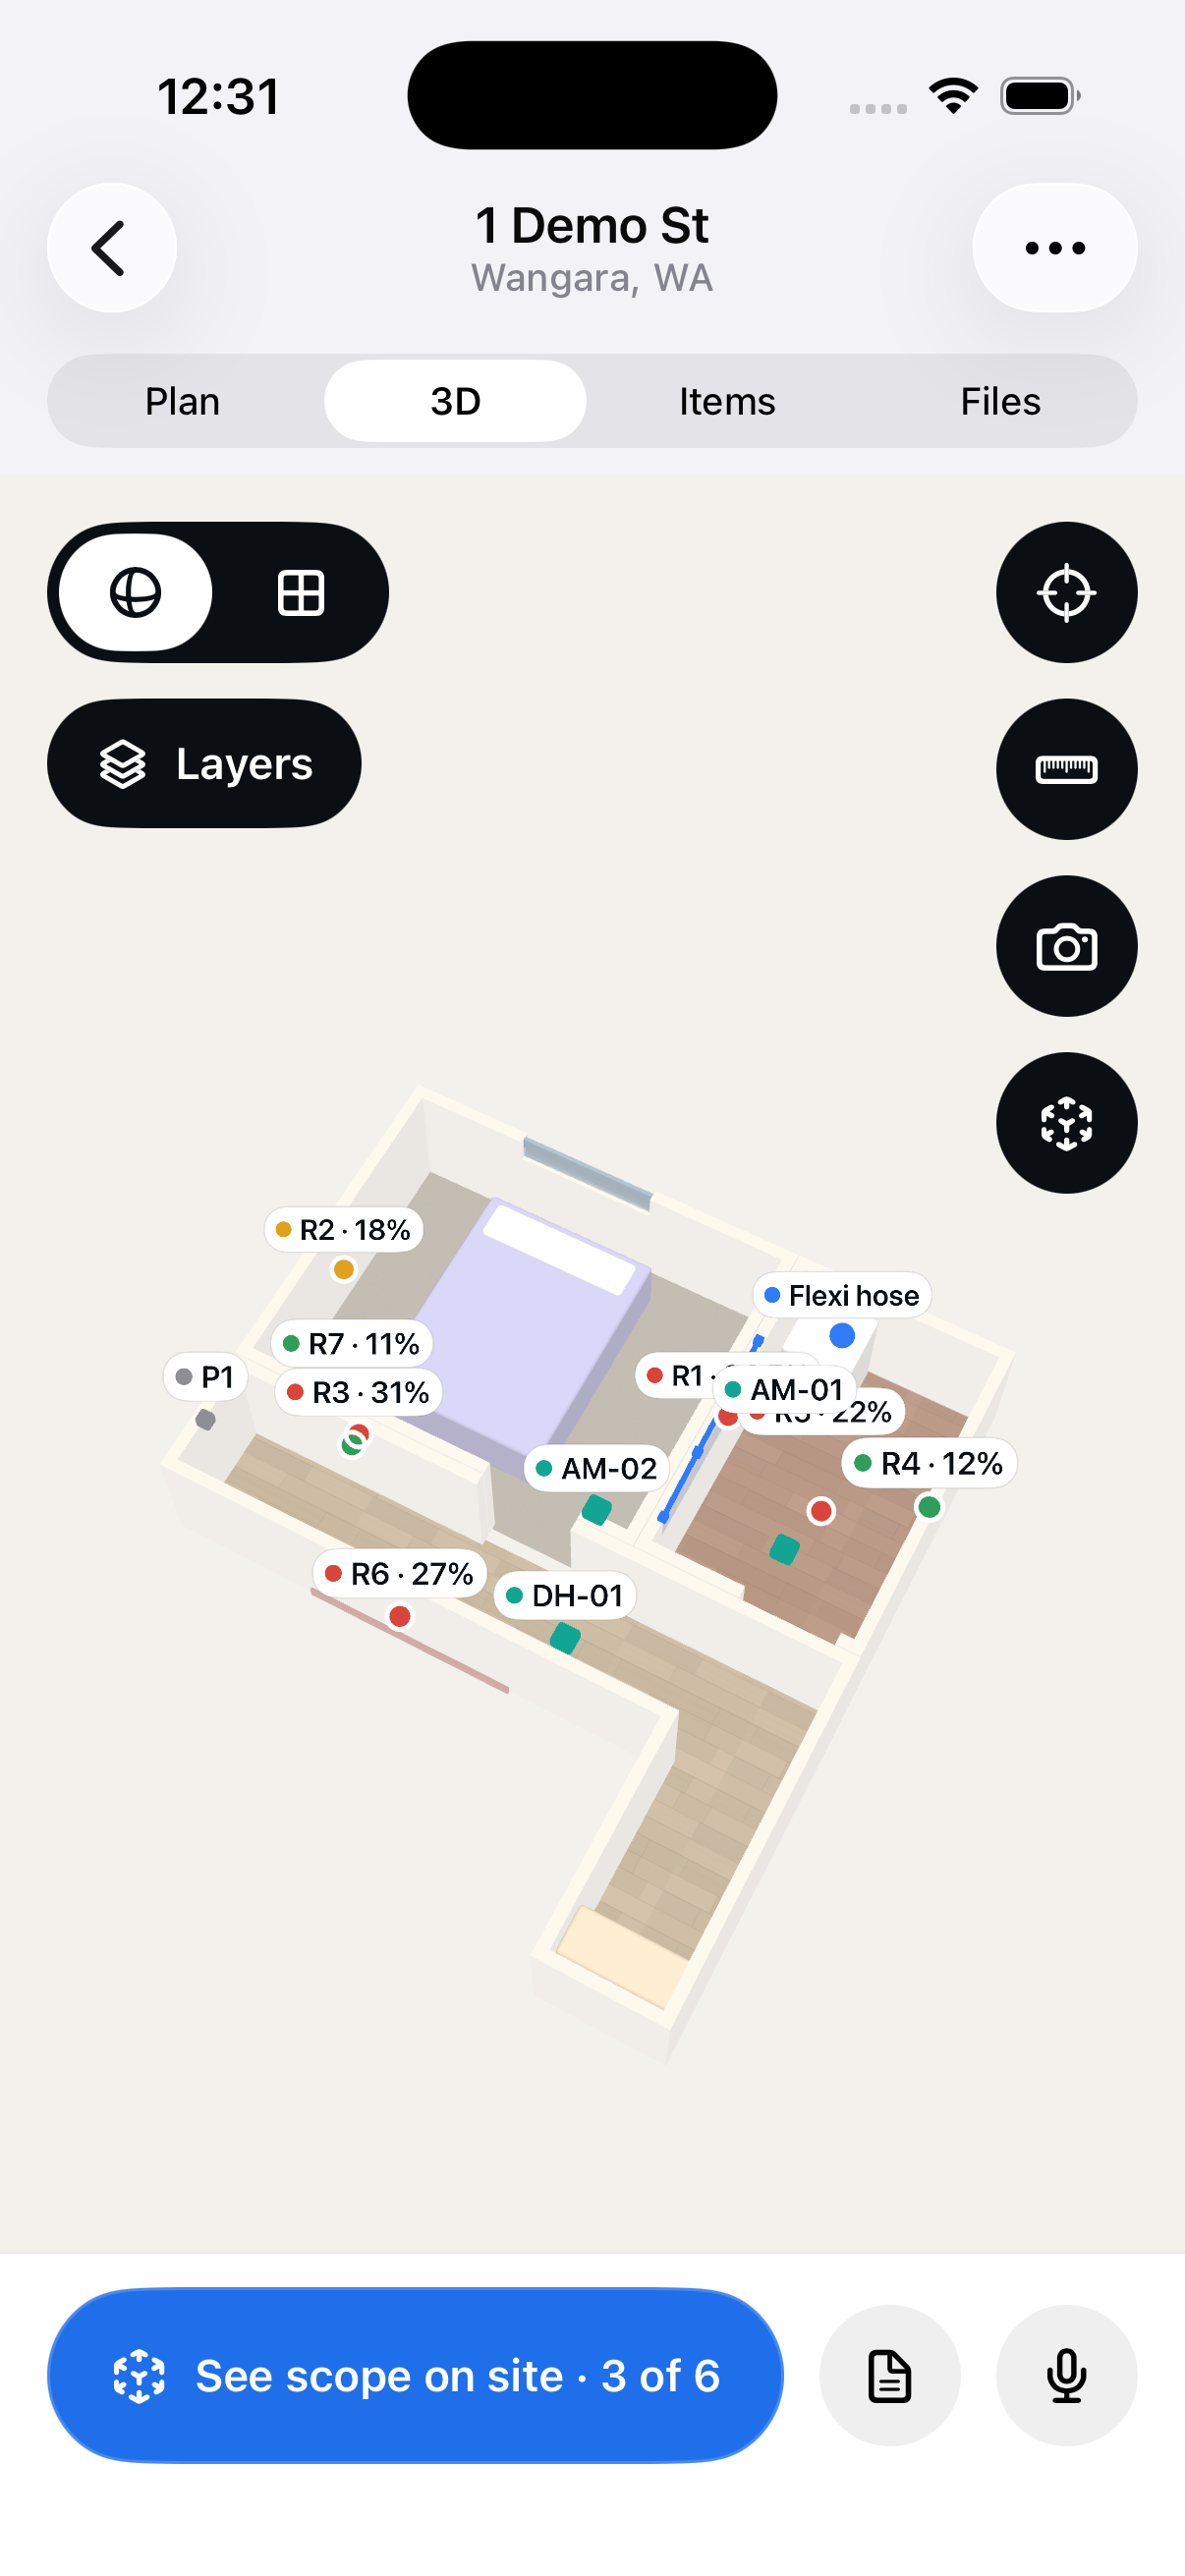 12:31
1 Demo St
Wangara, WA
Plan
3D
Items
Files
Layers
R2 · 18%
Flexi hose
R7 · 11%
P1
R3 · 31%
R1 ·
AM-01
22%
AM-02
R4 · 12%
R6 · 27%
DH-01
See scope on site · 3 of 6